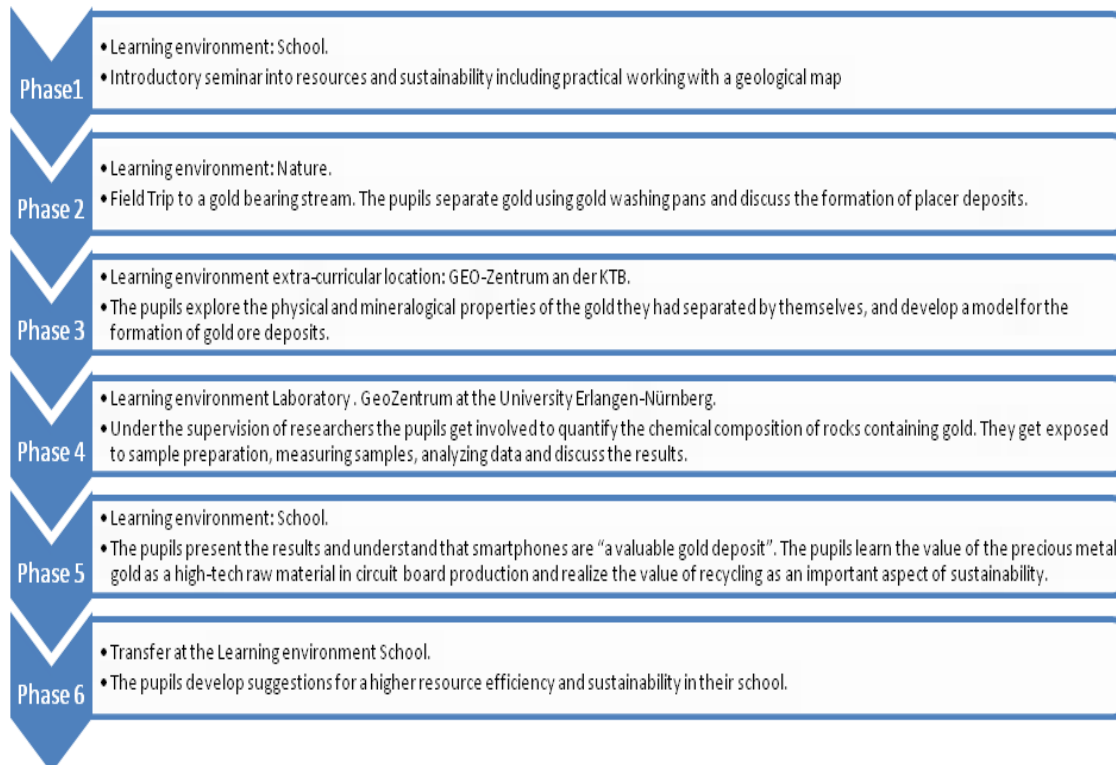 Phase1
• Learning environment: School.
• Introductory seminar into resources and sustainability including practical working with a geological map
Phase 2
• Learning environment: Nature.
• Field Trip to a gold bearing stream. The pupils separate gold using gold washing pans and discuss the formation of placer deposits.
Phase 3
• Learning environment extra-curricular location: GEO-Zentrum an der KTB.
• The pupils explore the physical and mineralogical properties of the gold they had separated by themselves, and develop a model for the
formation of gold ore deposits.
Phase 4
• Learning environment Laboratory . GeoZentrum at the University Erlangen-Nürnberg.
• Under the supervision of researchers the pupils get involved to quantify the chemical composition of rocks containing gold. They get exposed
to sample preparation, measuring samples, analyzing data and discuss the results.
Phase 5
• Learning environment: School.
• The pupils present the results and understand that smartphones are “a valuable gold deposit”. The pupils learn the value of the precious metal
gold as a high-tech raw material in circuit board production and realize the value of recycling as an important aspect of sustainability.
Phase 6
• Transfer at the Learning environment School.
• The pupils develop suggestions for a higher resource efficiency and sustainability in their school.